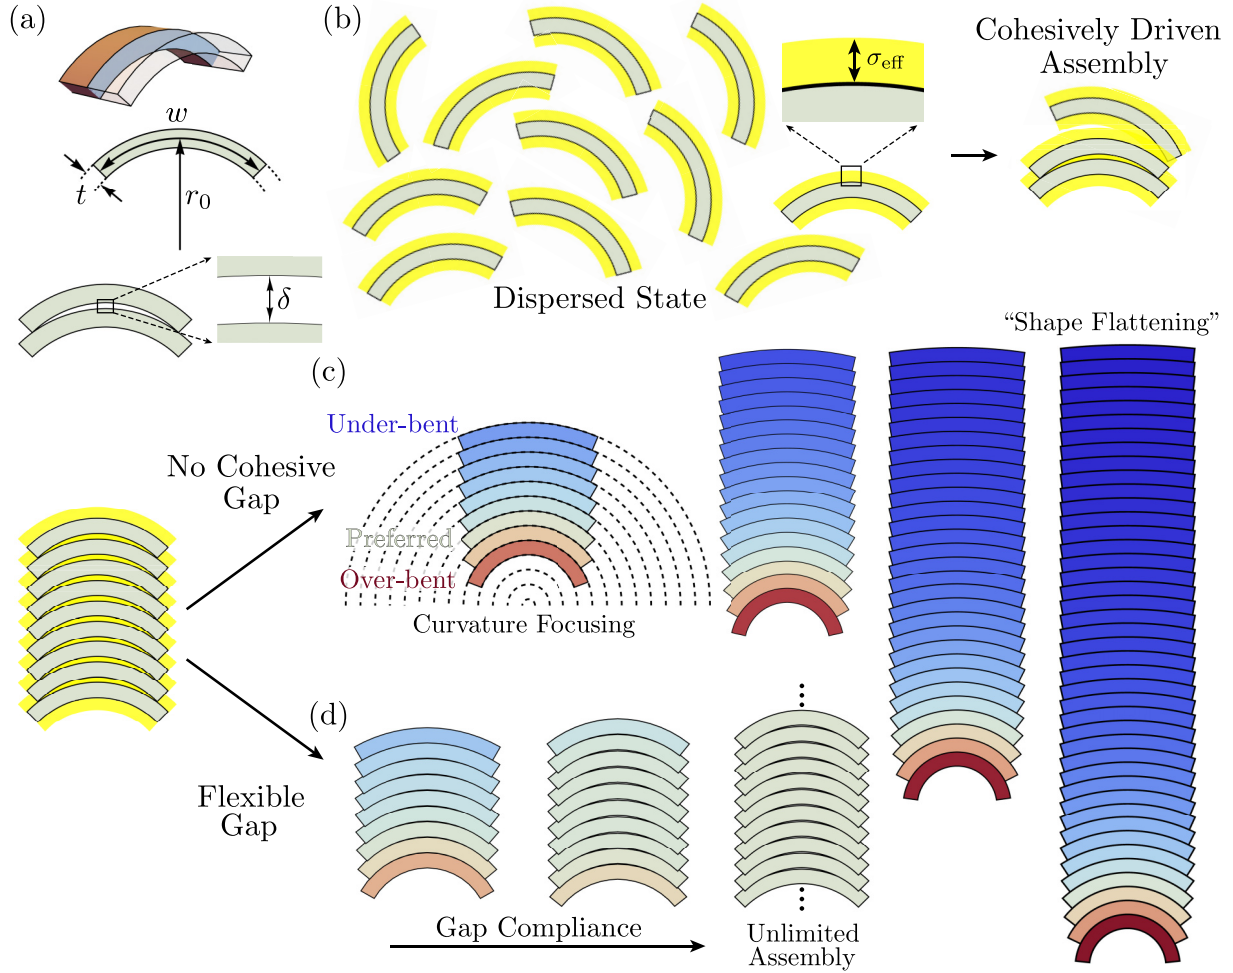 (a)
w
t
r0
δ
(b)
σeff
Dispersed State
Cohesively Driven
Assembly
“Shape Flattening”
(c)
No Cohesive
Gap
Under-bent
Preferred
Over-bent
Curvature Focusing
(d)
Flexible
Gap
Gap Compliance
Unlimited
Assembly